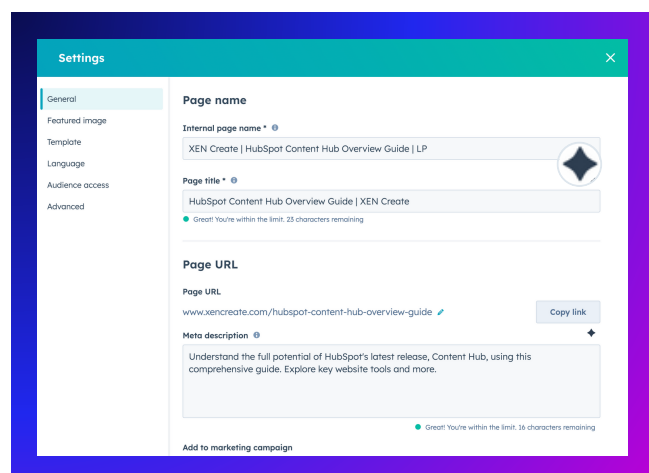 Settings
General
Featured image
Template
Language
Audience access
Advanced
Page name
Internal page name *
XEN Create | HubSpot Content Hub Overview Guide | LP
Page title *
HubSpot Content Hub Overview Guide | XEN Create
Great! You're within the limit. 23 characters remaining
Page URL
Page URL
www.xencreate.com/hubspot-content-hub-overview-guide
Copy link
Meta description
Understand the full potential of HubSpot's latest release, Content Hub, using this
comprehensive guide. Explore key website tools and more.
Great! You're within the limit. 16 characters remaining
Add to marketing campaign